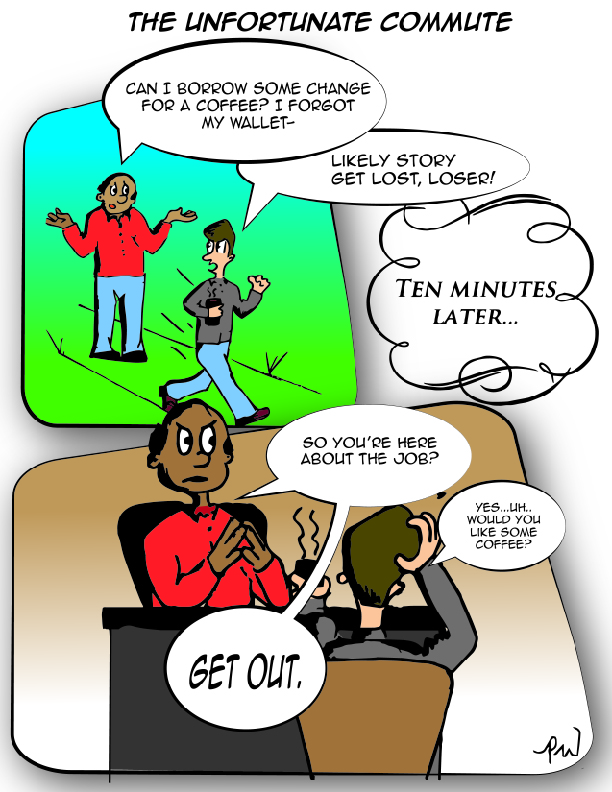 THE UNFORTUNATE COMMUTE
CAN I BORROW SOME CHANGE
FOR A COFFEE? I FORGOT
MY WALLET-
LIKELY STORY
GET LOST, LOSER!
TEN MINUTES
LATER...
SO YOU'RE HERE
ABOUT THE JOB?
YES...UH..
WOULD YOU
LIKE SOME
COFFEE?
GET OUT.